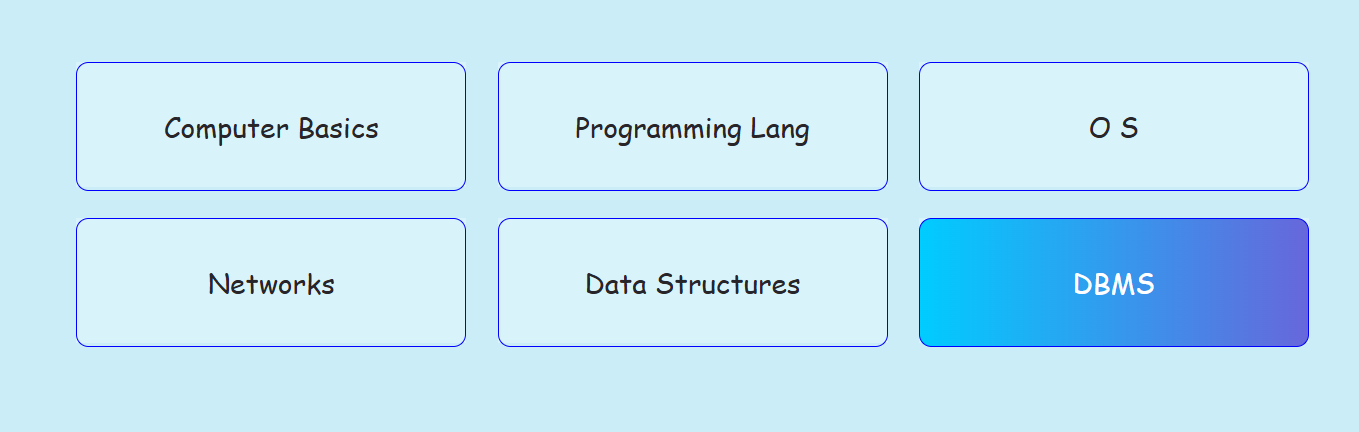 Computer Basics
Programming Lang
O S
Networks
Data Structures
DBMS